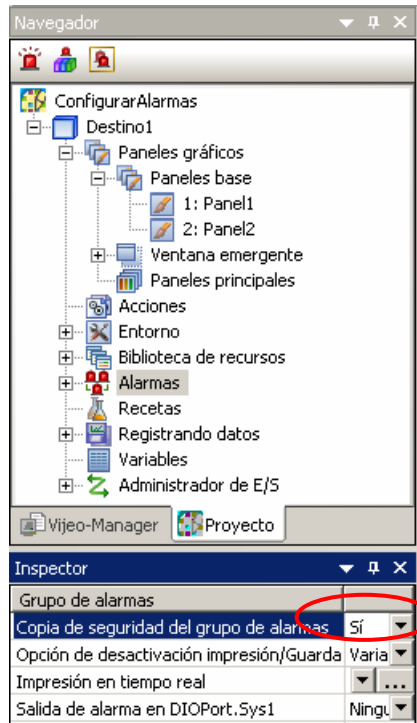 Navegador
ConfigurarAlarmas
Destino1
Paneles gráficos
Paneles base
1: Panel1
2: Panel2
Ventana emergente
Paneles principales
Acciones
Entorno
Biblioteca de recursos
Alarmas
Recetas
Registrando datos
Variables
Administrador de E/S
Vijeo-Manager Proyecto
Inspector
Grupo de alarmas
Copia de seguridad del grupo de alarmas Sí
Opción de desactivación impresión/Guarda Varia
Impresión en tiempo real ...
Salida de alarma en DIOPort.Sys1 Ningu